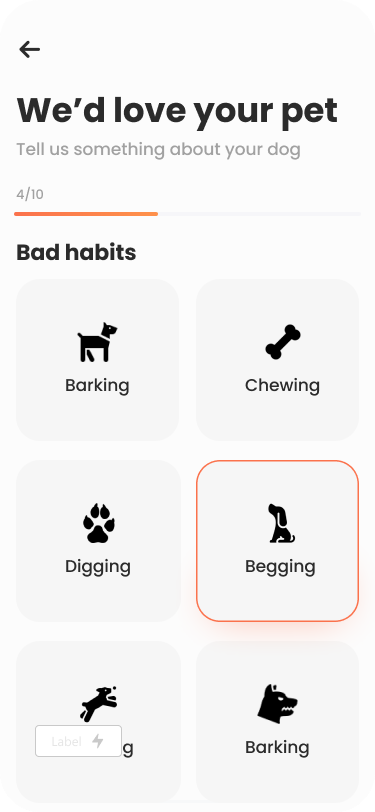 We’d love your pet
Tell us something about your dog
4/10
Bad habits
Barking
Chewing
Digging
Begging
Label
g
Barking